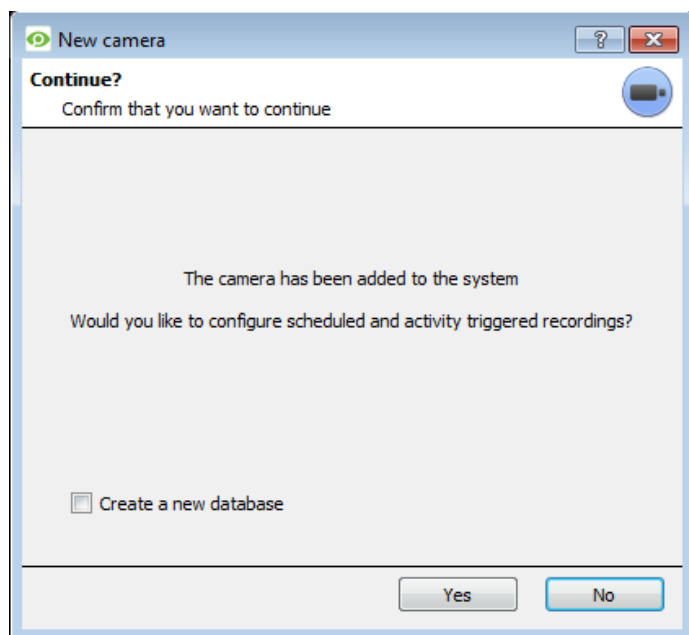 New camera
Continue?
Confirm that you want to continue
The camera has been added to the system
Would you like to configure scheduled and activity triggered recordings?
Create a new database
Yes
No